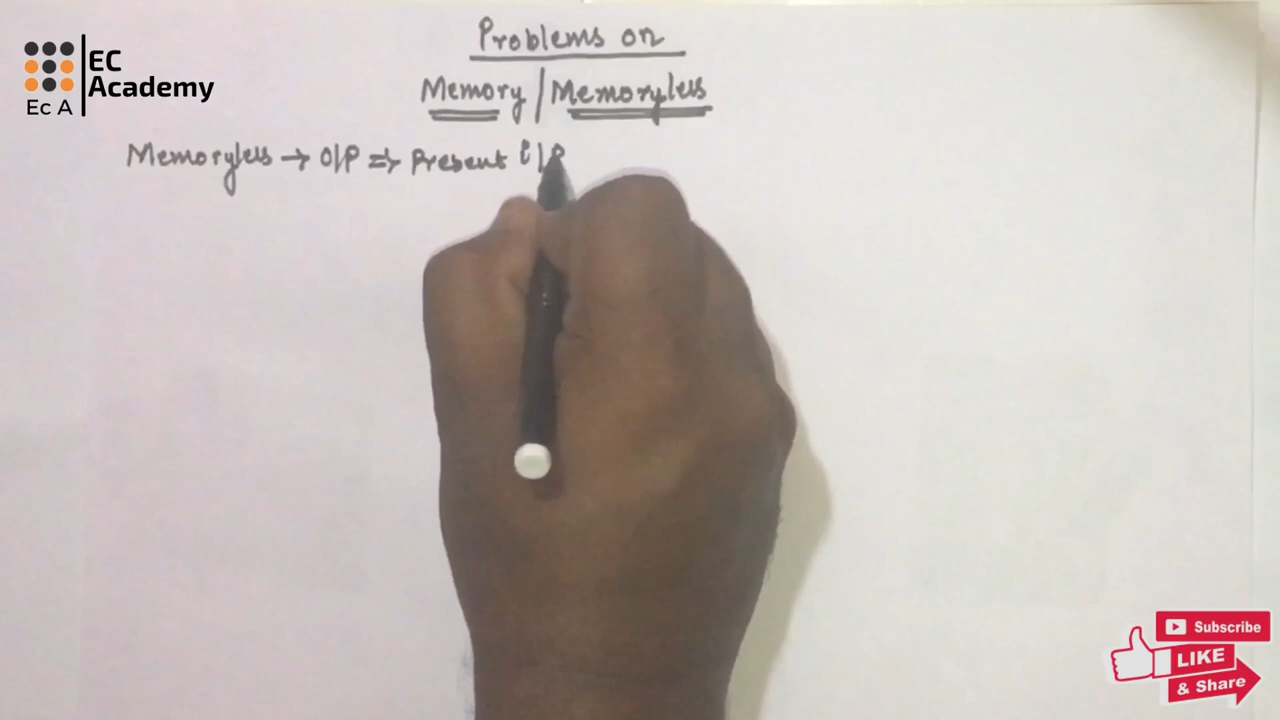 EC
Academy
Ec A
Problems on
Memory / Memoryless
Memoryless → O/P => Present i/P
Subscribe
LIKE
& Share